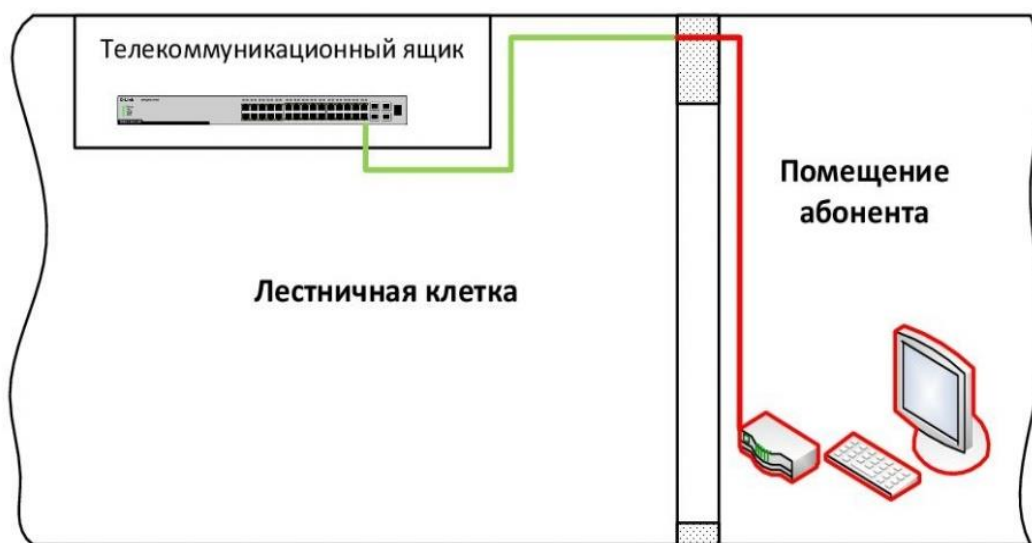 Телекоммуникационный ящик
Помещение
абонента
Лестничная клетка